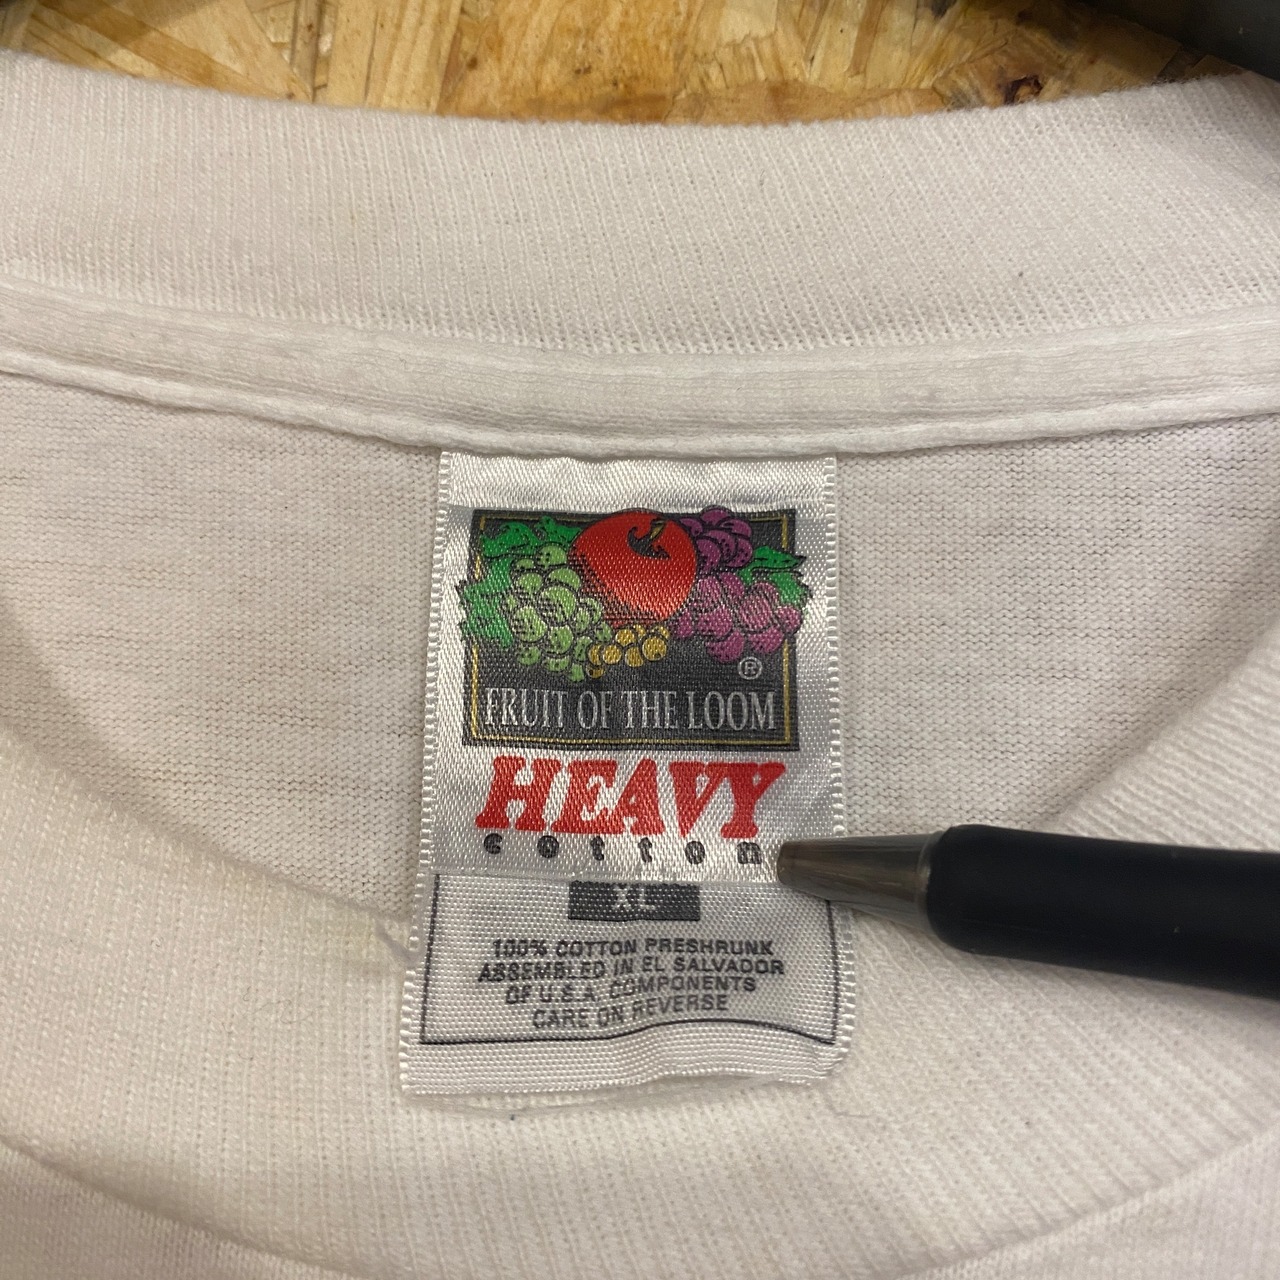 ®
FRUIT OF THE LOOM
HEAVY
cotton
XL
100% COTTON PRESHRUNK
ASSEMBLED IN EL SALVADOR
OF U.S.A. COMPONENTS
CARE ON REVERSE